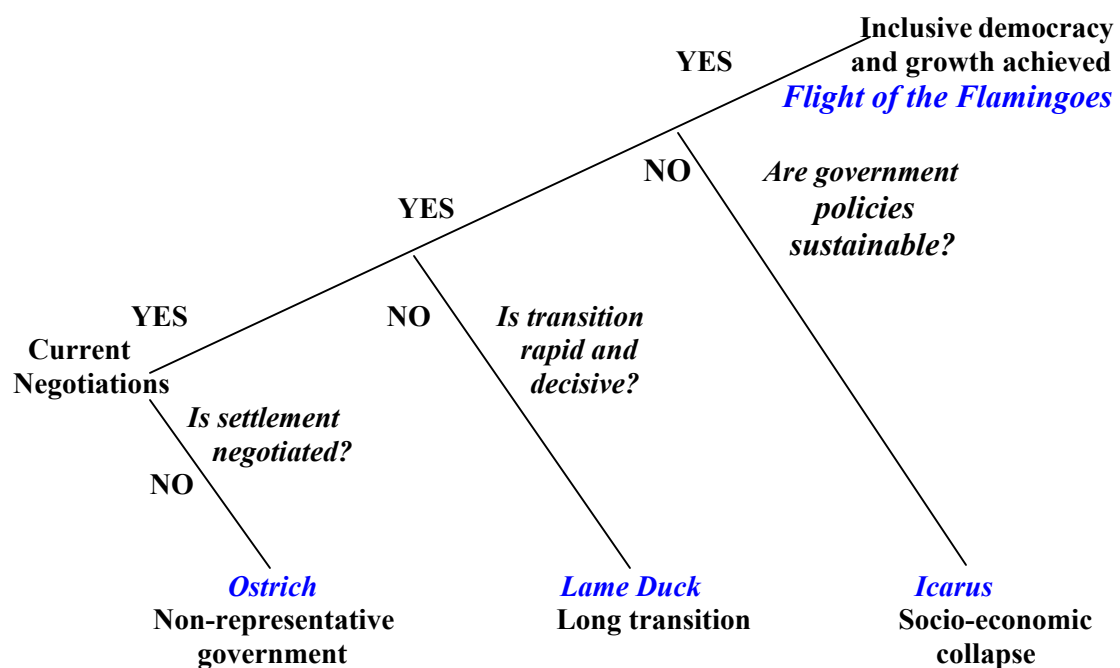 Inclusive democracy
and growth achieved
Flight of the Flamingoes
YES
NO
Are government
policies
sustainable?
YES
NO
Is transition
rapid and
decisive?
YES
Current
Negotiations
Is settlement
negotiated?
NO
Ostrich
Non-representative
government
Lame Duck
Long transition
Icarus
Socio-economic
collapse